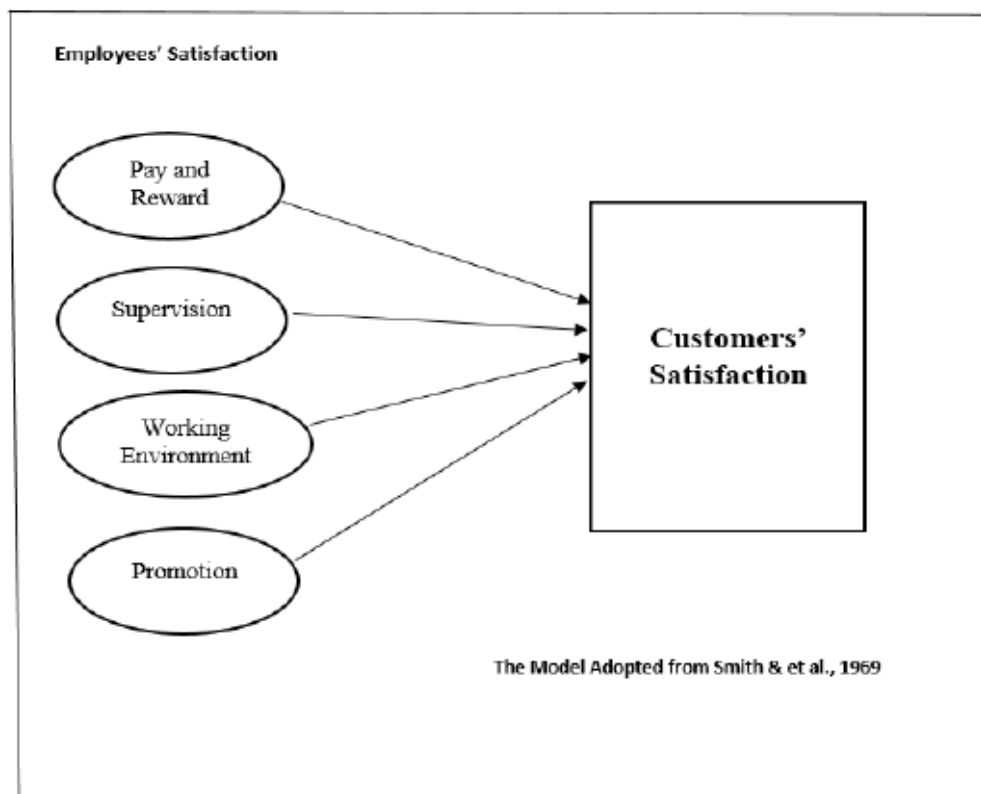 Employees' Satisfaction
Pay and
Reward
Supervision
Working
Environment
Promotion
Customers'
Satisfaction
The Model Adopted from Smith & et al., 1969